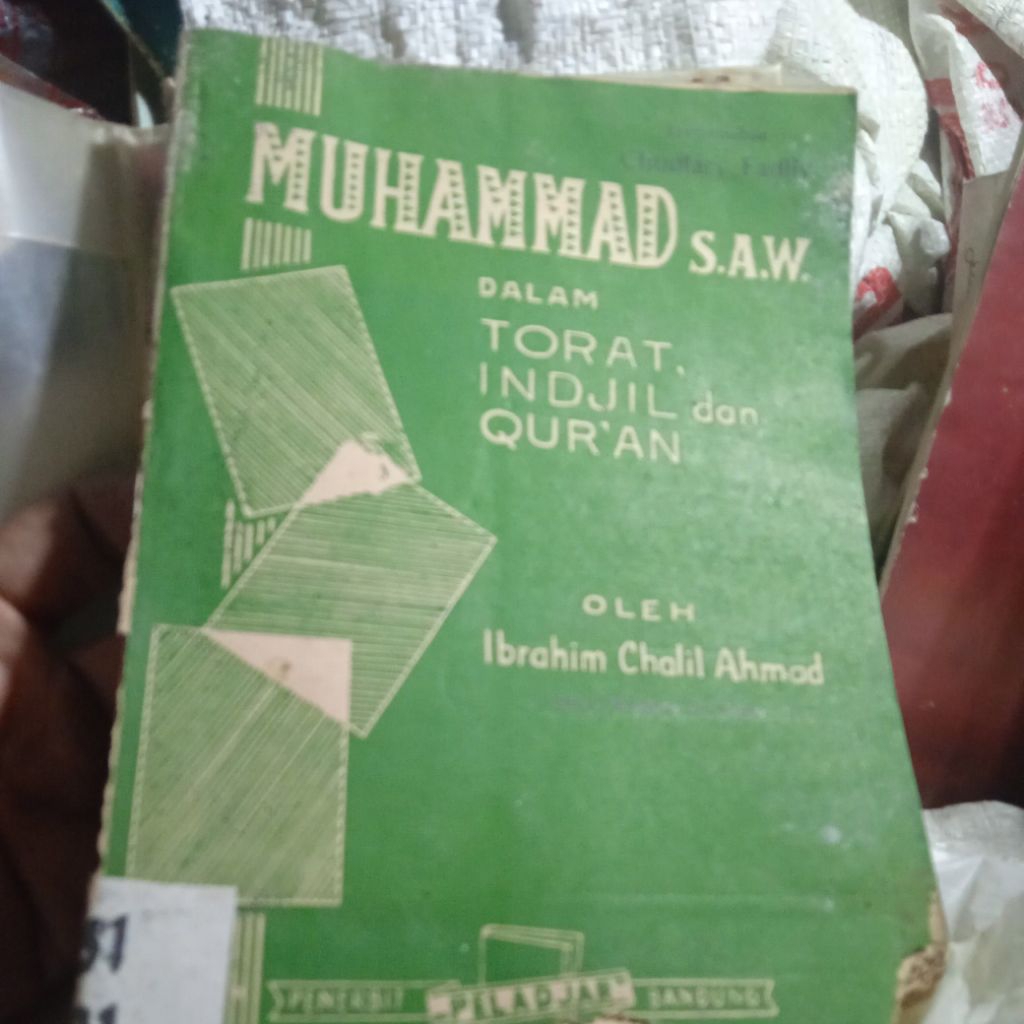 MUHAMMAD S.A.W.
DALAM
TORAT,
INDJIL dan
QUR'AN
OLEH
Ibrahim Chalil Ahmad
PENERBIT PELADJAR BANDUNG